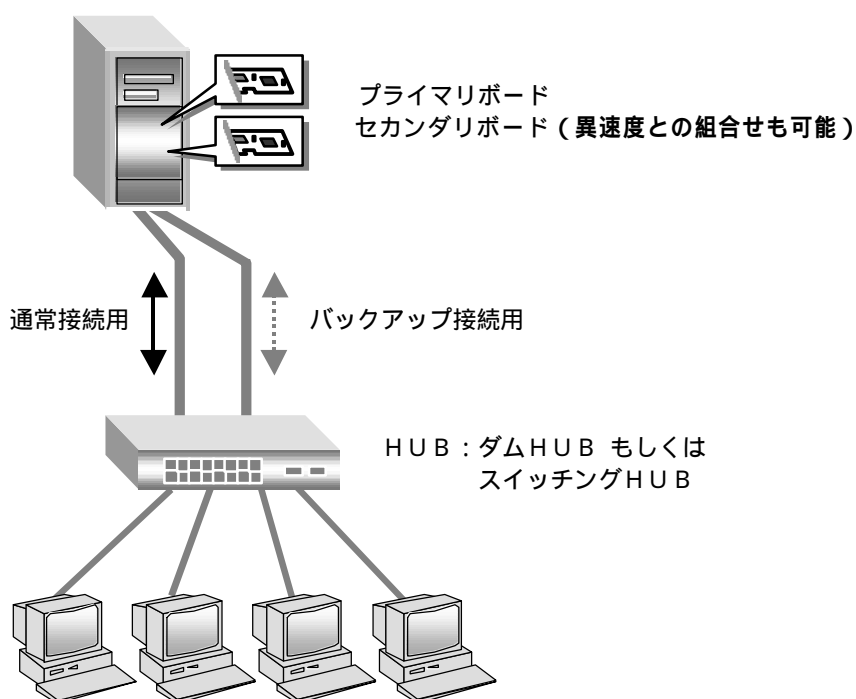 プライマリボード
セカンダリボード(異速度との組合せも可能)
通常接続用
バックアップ接続用
HUB:ダムHUB もしくは
スイッチングHUB